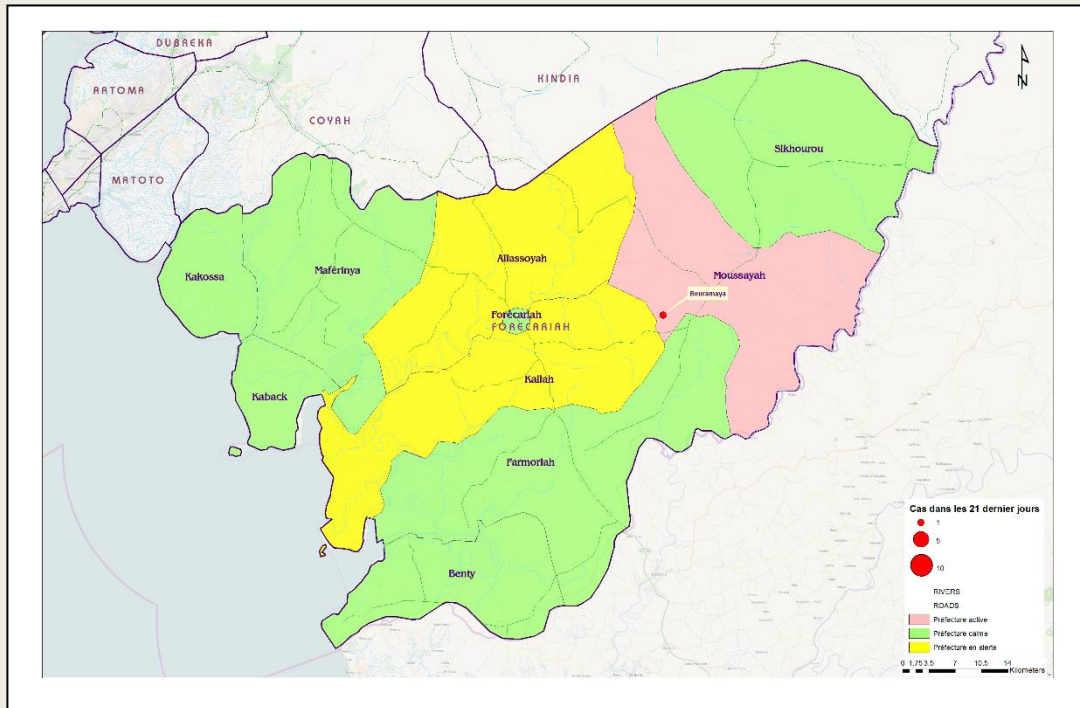 DUBREKA
N
RATOMA
KINDIA
COYAH
Sikhourou
MATOTO
Allassoyah
Maférinya
Kakossa
Moussayah
Bouramaya
Forécariah
FORECARIAH
Kallah
Kaback
Farmoriah
Benty
Cas dans les 21 dernier jours
1
5
10
RIVERS
ROADS
Préfecture active
Préfecture calme
Préfecture en alerte
0 1.75 3.5 7 10.5 14
Kilometers